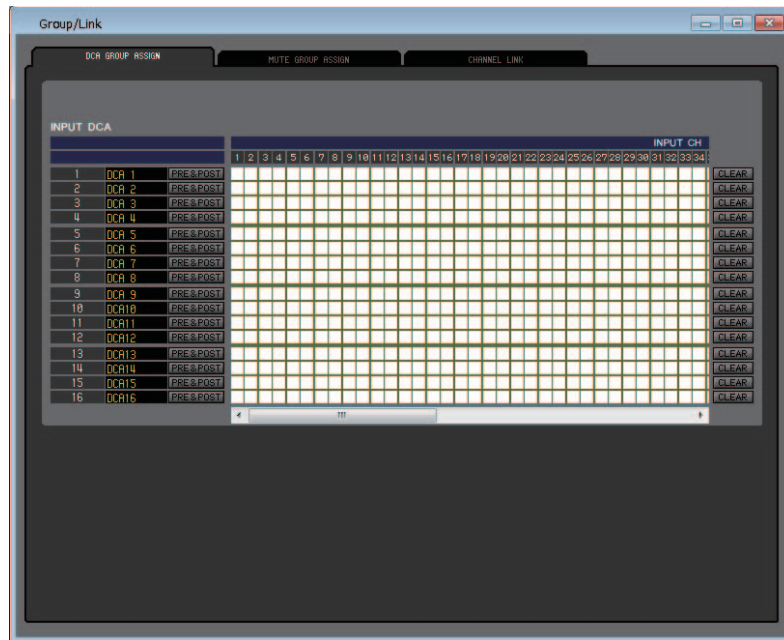 Group/Link
DCA GROUP ASSIGN MUTE GROUP ASSIGN CHANNEL LINK
INPUT DCA
INPUT CH
1 2 3 4 5 6 7 8 9 10 11 12 13 14 15 16 17 18 19 20 21 22 23 24 25 26 27 28 29 30 31 32 33 34
1 DCA 1 PRE&POST CLEAR
2 DCA 2 PRE&POST CLEAR
3 DCA 3 PRE&POST CLEAR
4 DCA 4 PRE&POST CLEAR
5 DCA 5 PRE&POST CLEAR
6 DCA 6 PRE&POST CLEAR
7 DCA 7 PRE&POST CLEAR
8 DCA 8 PRE&POST CLEAR
9 DCA 9 PRE&POST CLEAR
10 DCA10 PRE&POST CLEAR
11 DCA11 PRE&POST CLEAR
12 DCA12 PRE&POST CLEAR
13 DCA13 PRE&POST CLEAR
14 DCA14 PRE&POST CLEAR
15 DCA15 PRE&POST CLEAR
16 DCA16 PRE&POST CLEAR